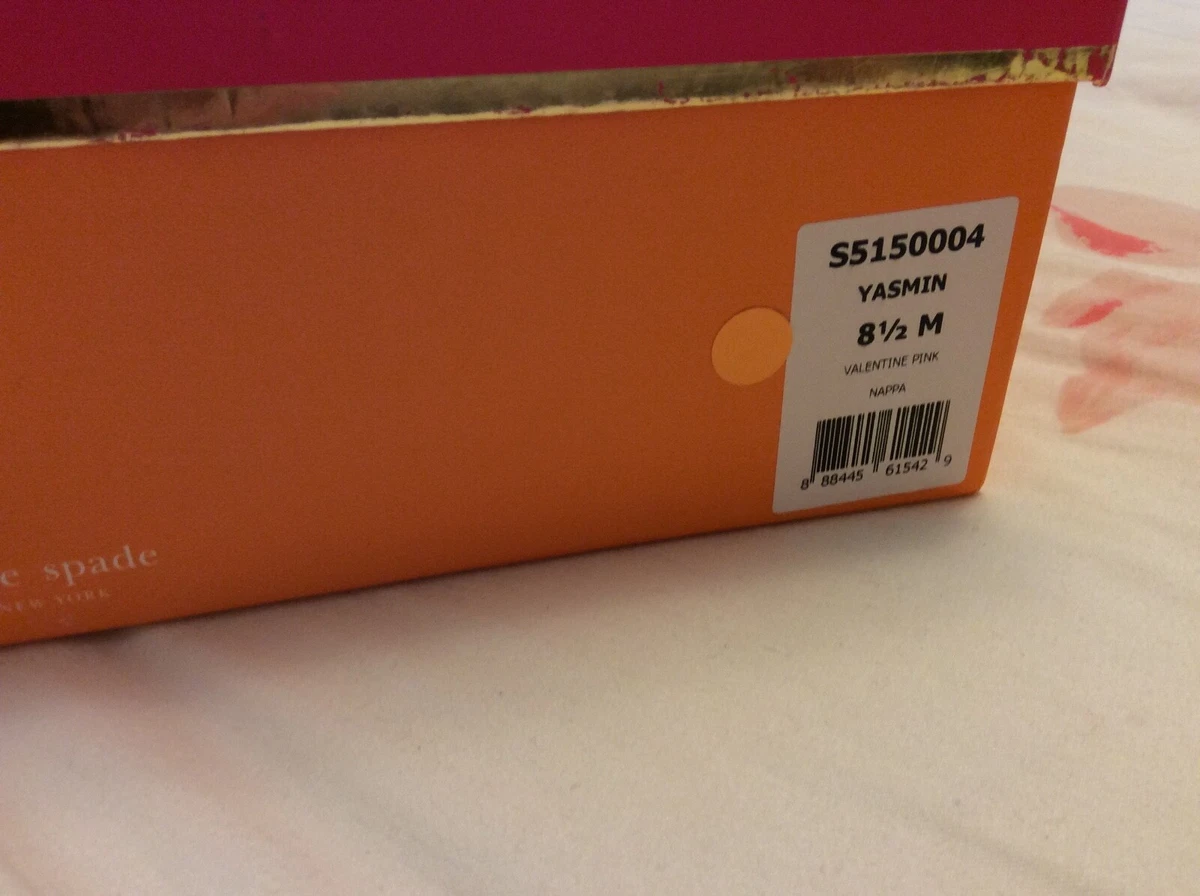 S5150004
YASMIN
8½ M
VALENTINE PINK
NAPPA
8 88445 61542 9
e spade
NEW YORK